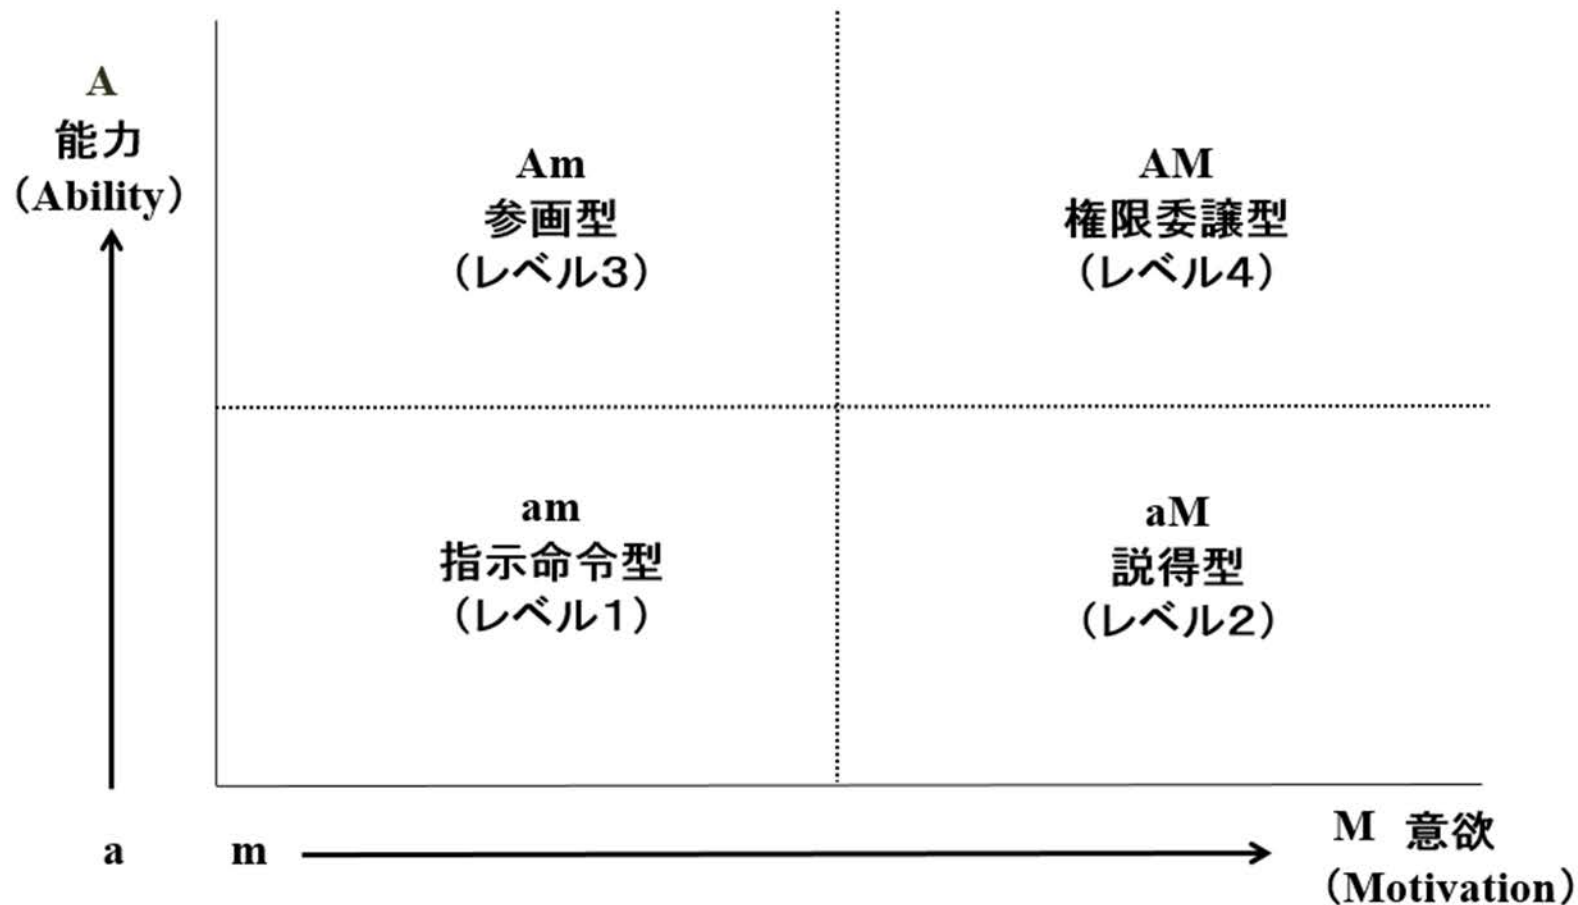 A
能力
（Ability）
Am
参画型
（レベル3）
AM
権限委譲型
（レベル4）
am
指示命令型
（レベル1）
aM
説得型
（レベル2）
a
m
M 意欲
（Motivation）